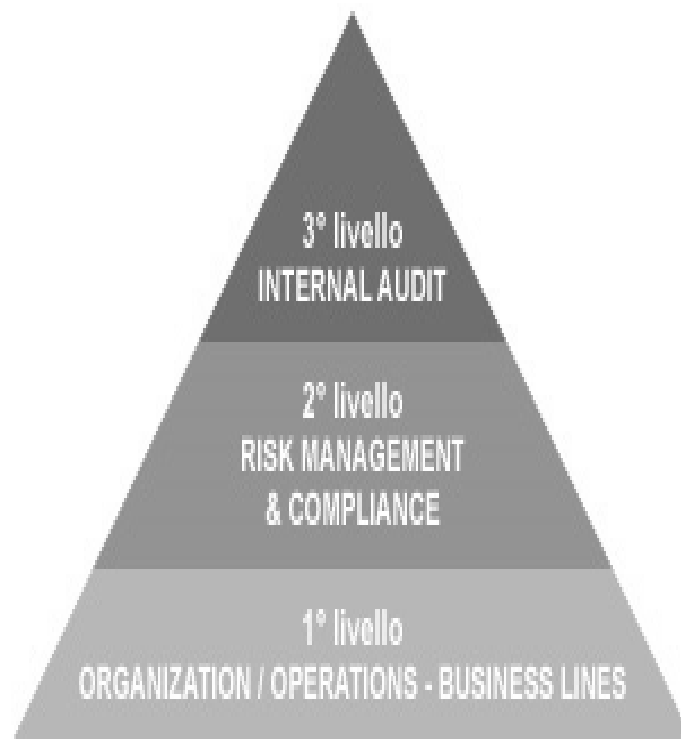 3° livello
INTERNAL AUDIT
2° livello
RISK MANAGEMENT
& COMPLIANCE
1° livello
ORGANIZATION / OPERATIONS - BUSINESS LINES